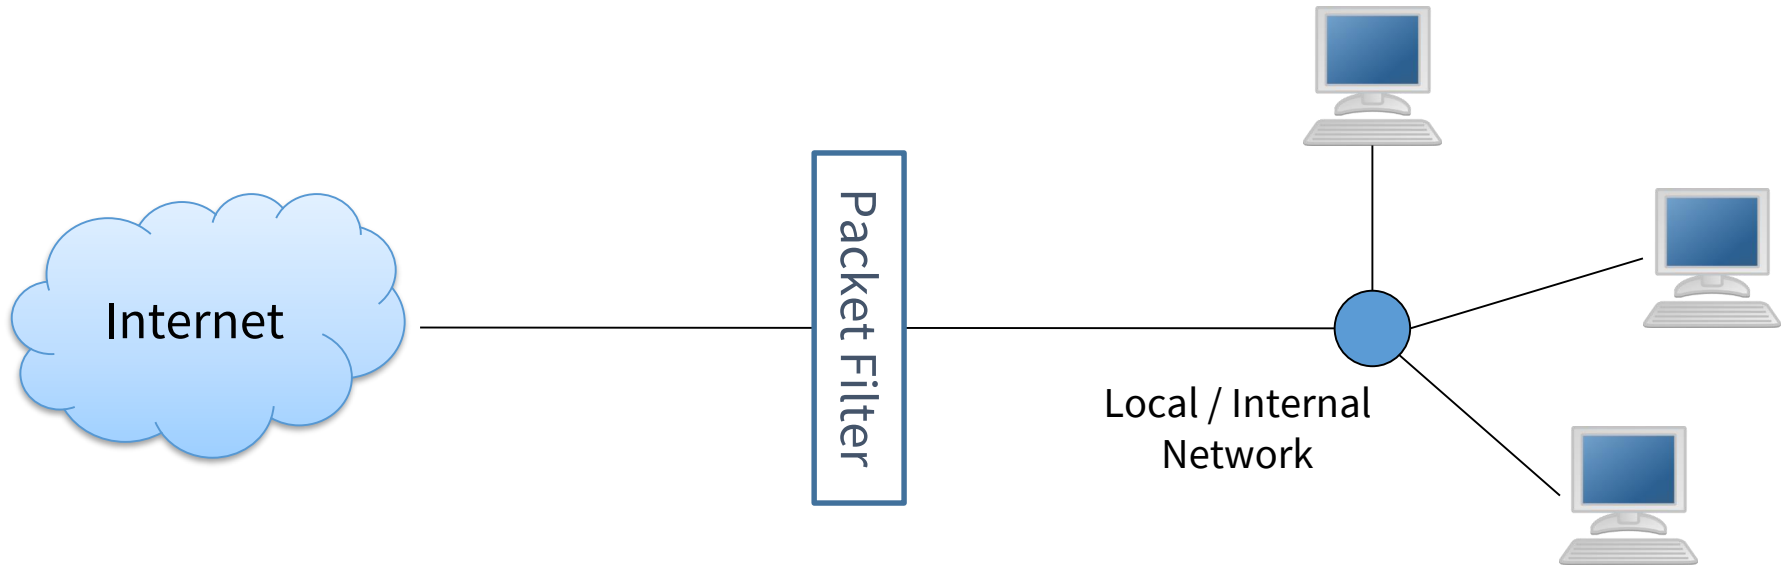 Internet
Packet Filter
Local / Internal
Network